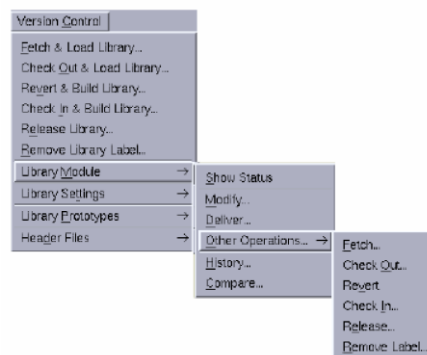 Version Control
Fetch & Load Library...
Check Out & Load Library...
Revert & Build Library...
Check In & Build Library...
Release Library...
Remove Library Label...
Library Module →
Library Settings →
Library Prototypes →
Header Files →
Show Status
Modify...
Deliver...
Other Operations... →
History...
Compare...
Fetch...
Check Out...
Revert
Check In...
Release...
Remove Label...